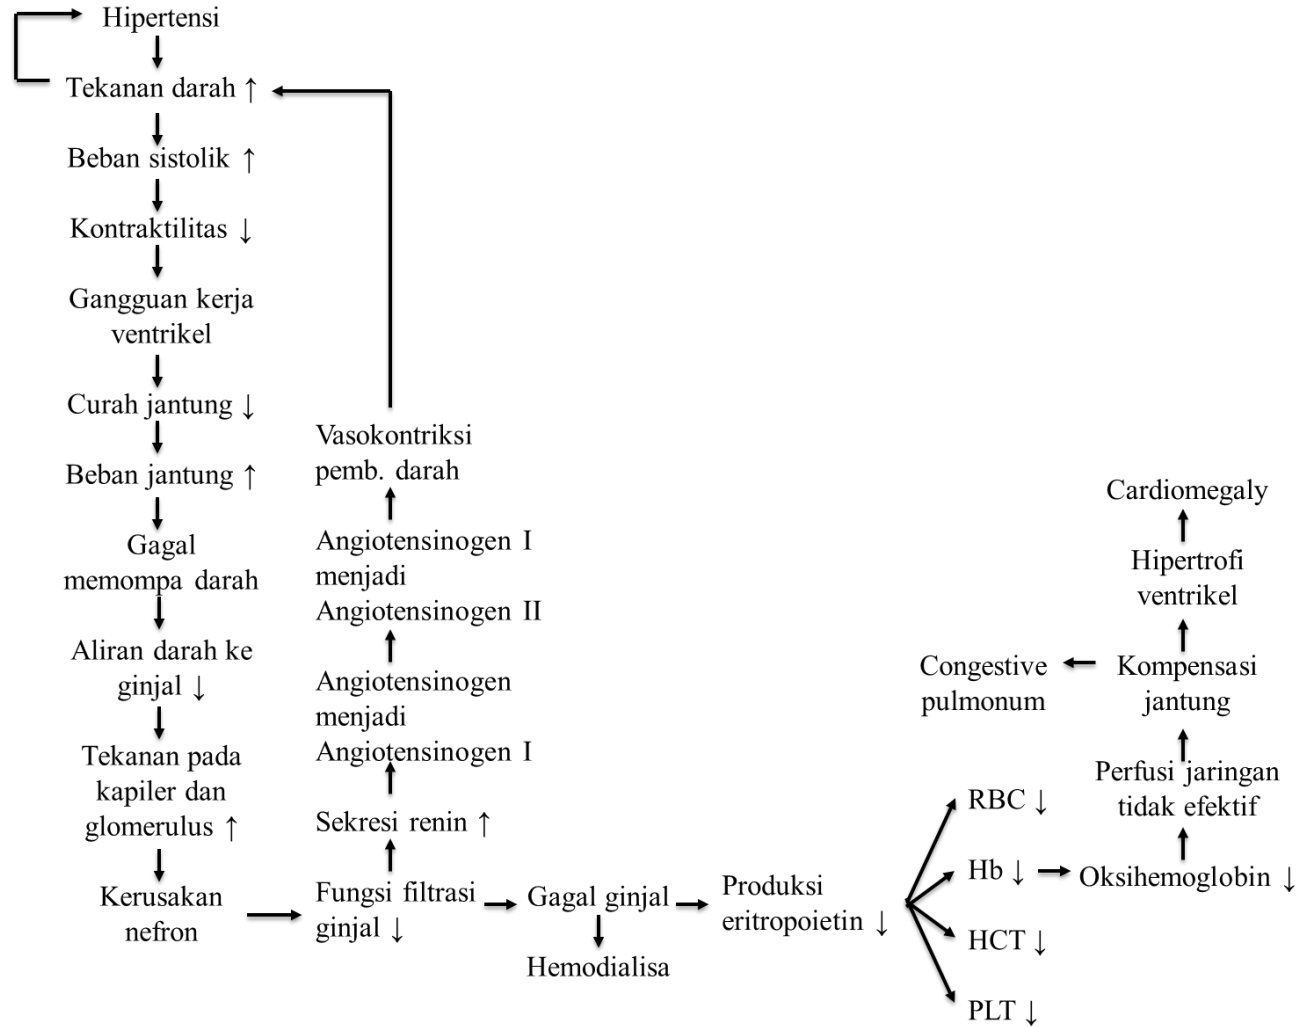 Hipertensi
Tekanan darah ↑
Beban sistolik ↑
Kontraktilitas ↓
Gangguan kerja
ventrikel
Curah jantung ↓
Beban jantung ↑
Gagal
memompa darah
Aliran darah ke
ginjal ↓
Tekanan pada
kapiler dan
glomerulus ↑
Kerusakan
nefron
Fungsi filtrasi
ginjal ↓
Sekresi renin ↑
Angiotensinogen
menjadi
Angiotensinogen I
Angiotensinogen I
menjadi
Angiotensinogen II
Vasokontriksi
pemb. darah
Gagal ginjal
Hemodialisa
Produksi
eritropoietin ↓
RBC ↓
Hb ↓
HCT ↓
PLT ↓
Oksihemoglobin ↓
Perfusi jaringan
tidak efektif
Kompensasi
jantung
Congestive
pulmonum
Hipertrofi
ventrikel
Cardiomegaly